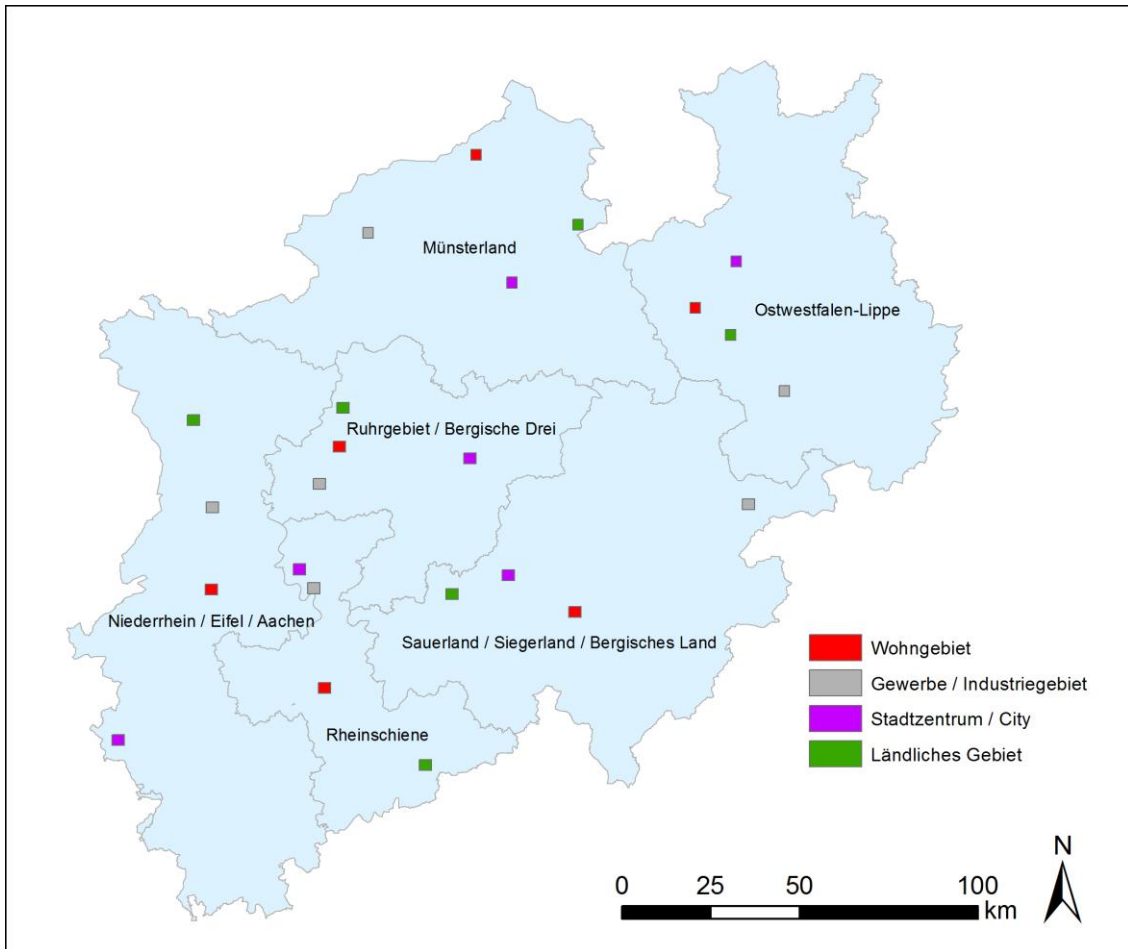 Münsterland
Ostwestfalen-Lippe
Ruhrgebiet / Bergische Drei
Niederrhein / Eifel / Aachen
Sauerland / Siegerland / Bergisches Land
Rheinschiene
Wohngebiet
Gewerbe / Industriegebiet
Stadtzentrum / City
Ländliches Gebiet
N
0 25 50 100
km